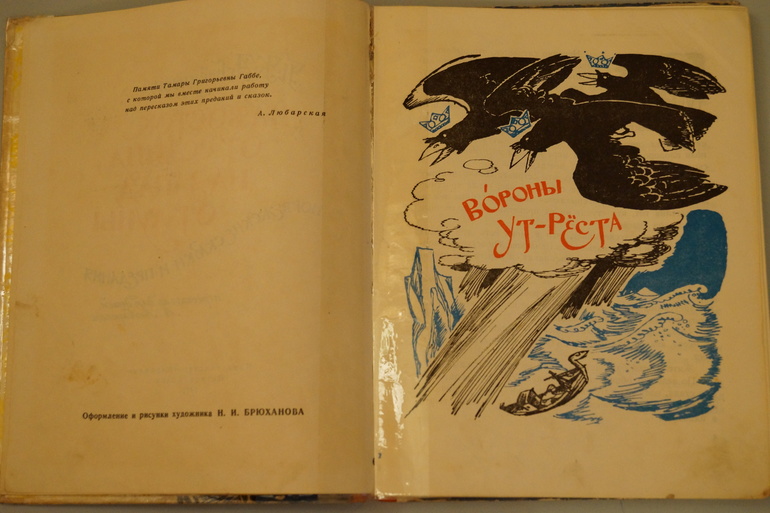 Памяти Тамары Григорьевны Габбе,
с которой мы вместе начинали работу
над пересказом этих преданий и сказок.
А. Любарская
Оформление и рисунки художника Н. И. БРЮХАНОВА
ВÓРОНЫ
УТ-РЁСТА